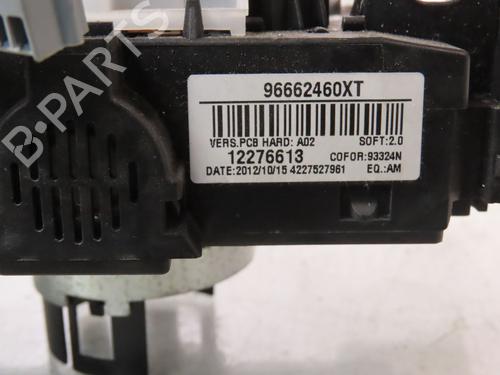 96662460XT
VERS.PCB HARD: A02 SOFT:2.0
12276613 COFOR:93324N
DATE:2012/10/15 4227527961 EQ.:AM
B-PARTS